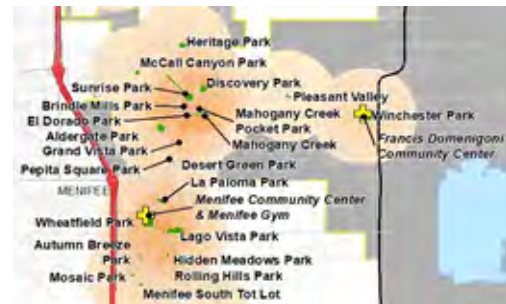 Heritage Park
McCall Canyon Park
Sunrise Park
Discovery Park
Pleasant Valley
Brindle Mills Park
Mahogany Creek
Pocket Park
Winchester Park
El Dorado Park
Aldergate Park
Mahogany Creek
Francis Domenigoni
Community Center
Grand Vista Park
Pepita Square Park
Desert Green Park
MENIFEE
La Paloma Park
Menifee Community Center
& Menifee Gym
Wheatfield Park
Autumn Breeze
Park
Lago Vista Park
Hidden Meadows Park
Mosaic Park
Rolling Hills Park
Menifee South Tot Lot